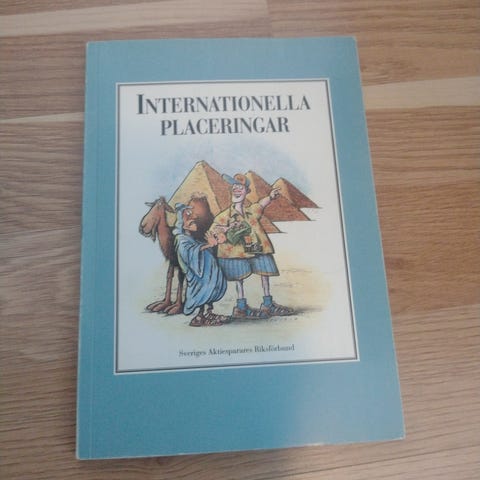 INTERNATIONELLA
PLACERINGAR
Sveriges Aktiesparares Riksförbund